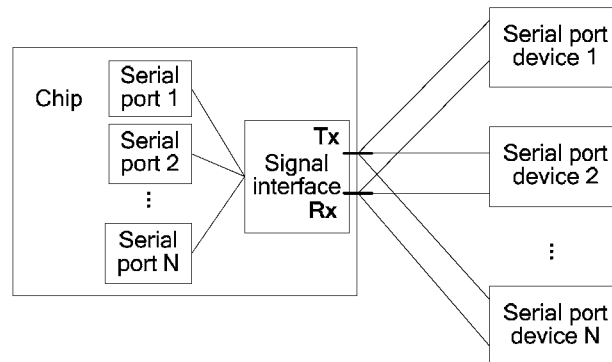 Chip
Serial
port 1
Serial
port 2
...
Serial
port N
Tx
Signal
interface
Rx
Serial port
device 1
Serial port
device 2
...
Serial port
device N